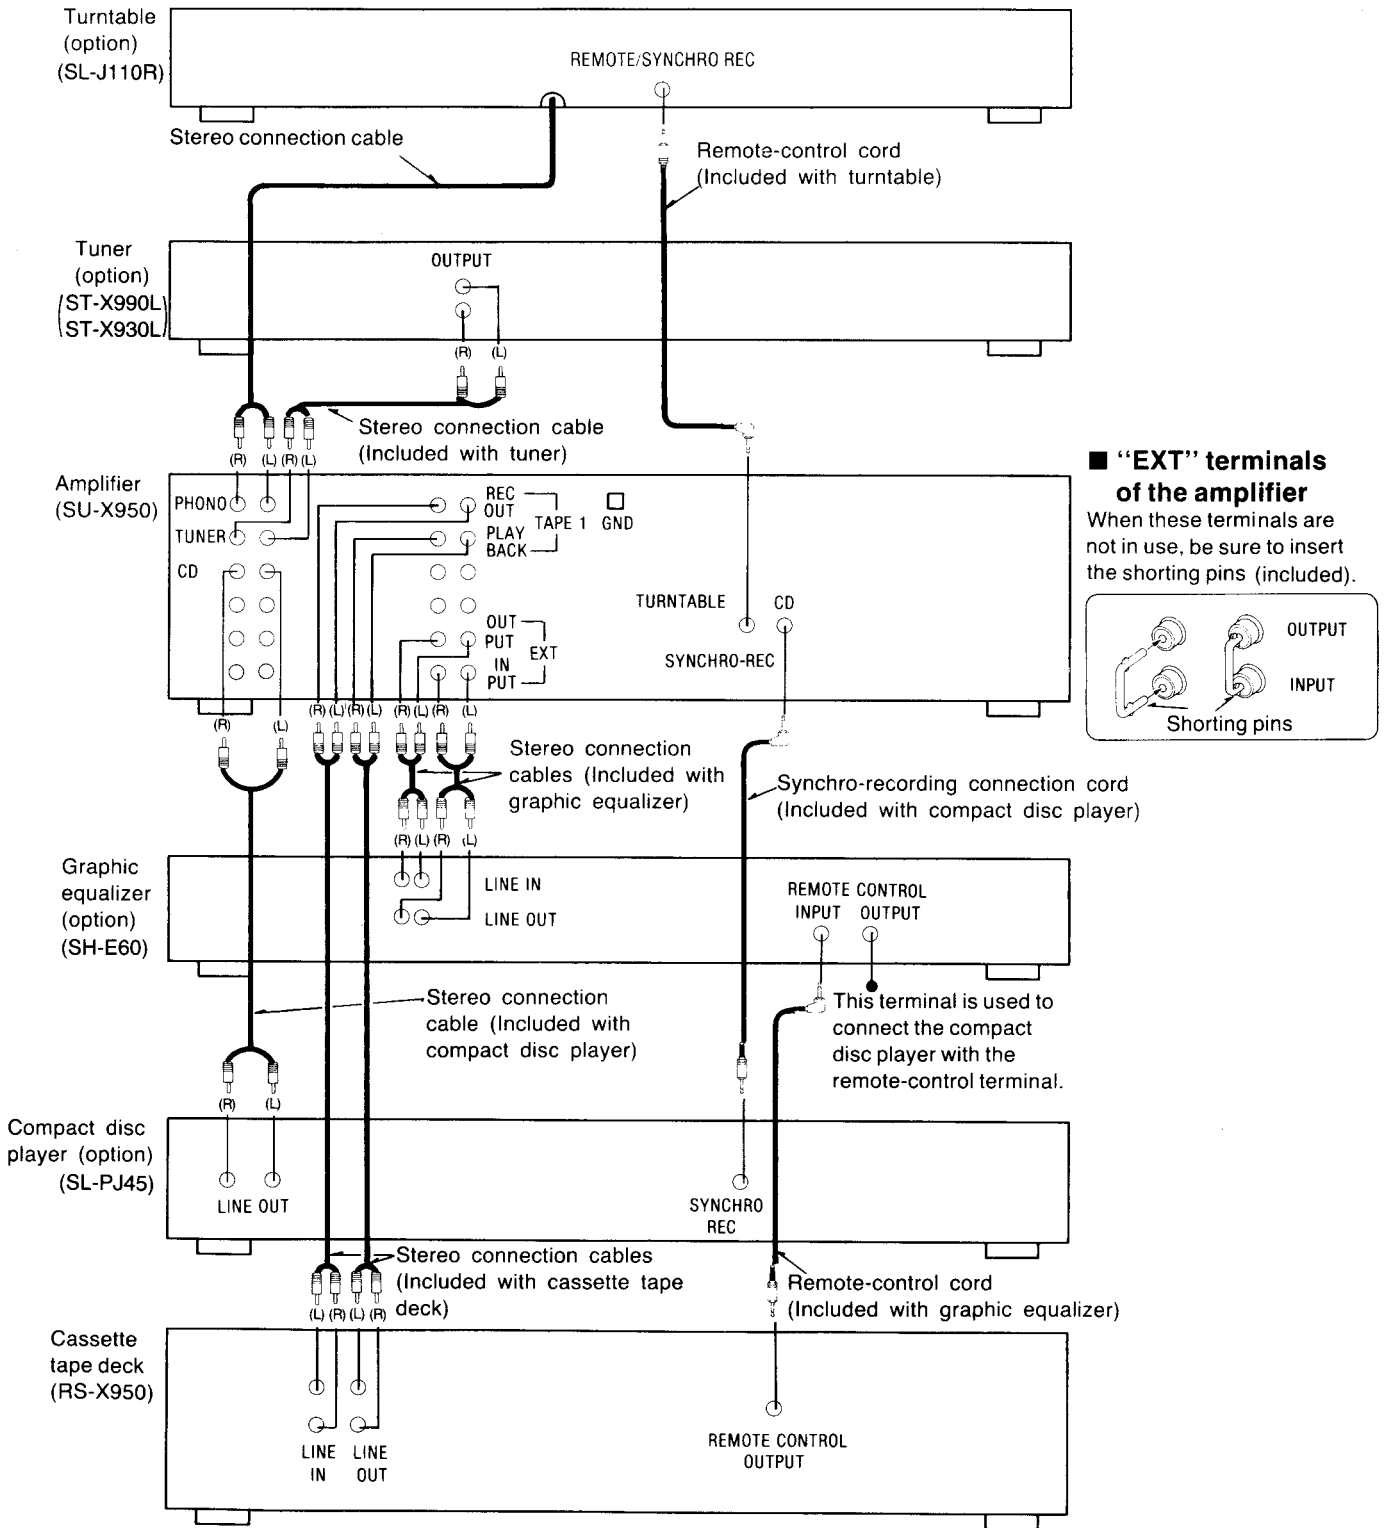 Turntable
(option)
(SL-J110R)
REMOTE/SYNCHRO REC
Stereo connection cable
Remote-control cord
(Included with turntable)
Tuner
(option)
(ST-X990L)
(ST-X930L)
OUTPUT
(R) (L)
Stereo connection cable
(Included with tuner)
(R) (L) (R) (L)
Amplifier
(SU-X950)
PHONO
TUNER
CD
REC
OUT
PLAY
BACK
TAPE 1
GND
OUT
PUT
IN
PUT
EXT
TURNTABLE
CD
SYNCHRO-REC
■ "EXT" terminals
of the amplifier
When these terminals are
not in use, be sure to insert
the shorting pins (included).
OUTPUT
INPUT
Shorting pins
(R) (L) (R) (L) (R) (L) (R) (L) (R) (L)
Stereo connection
cables (Included with
graphic equalizer)
Synchro-recording connection cord
(Included with compact disc player)
(R) (L) (R) (L)
Graphic
equalizer
(option)
(SH-E60)
LINE IN
LINE OUT
REMOTE CONTROL
INPUT OUTPUT
Stereo connection
cable (Included with
compact disc player)
This terminal is used to
connect the compact
disc player with the
remote-control terminal.
(R) (L)
Compact disc
player (option)
(SL-PJ45)
LINE OUT
SYNCHRO
REC
Stereo connection cables
(Included with cassette tape
deck)
Remote-control cord
(Included with graphic equalizer)
(L) (R) (L) (R)
Cassette
tape deck
(RS-X950)
LINE
IN
LINE
OUT
REMOTE CONTROL
OUTPUT